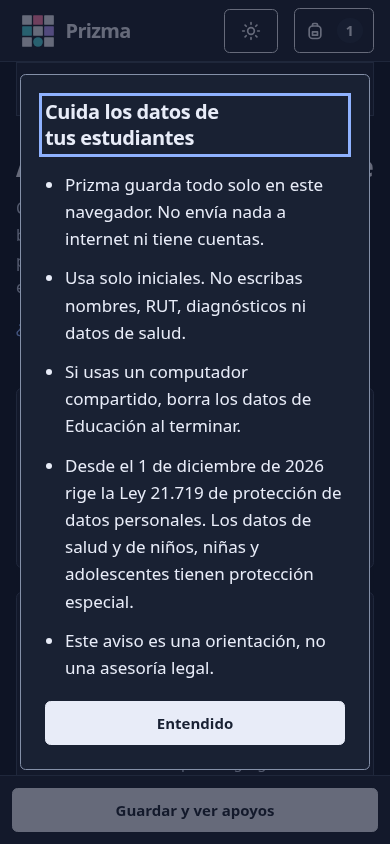 Prizma
1
Cuida los datos de
tus estudiantes
Prizma guarda todo solo en este
navegador. No envía nada a
internet ni tiene cuentas.
Usa solo iniciales. No escribas
nombres, RUT, diagnósticos ni
datos de salud.
Si usas un computador
compartido, borra los datos de
Educación al terminar.
Desde el 1 de diciembre de 2026
rige la Ley 21.719 de protección de
datos personales. Los datos de
salud y de niños, niñas y
adolescentes tienen protección
especial.
Este aviso es una orientación, no
una asesoría legal.
Entendido
Guardar y ver apoyos